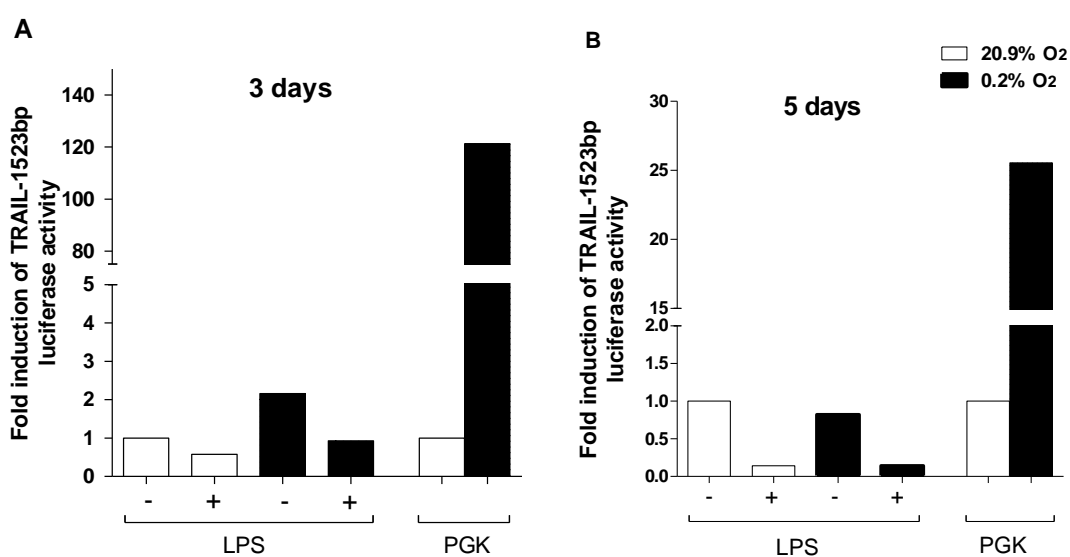 A
3 days
Fold induction of TRAIL-1523bp
luciferase activity
140
120
100
80
5
4
3
2
1
0
- + - +
LPS PGK
B
20.9% O2
0.2% O2
5 days
Fold induction of TRAIL-1523bp
luciferase activity
30
25
20
15
2.0
1.5
1.0
0.5
0.0
- + - +
LPS PGK